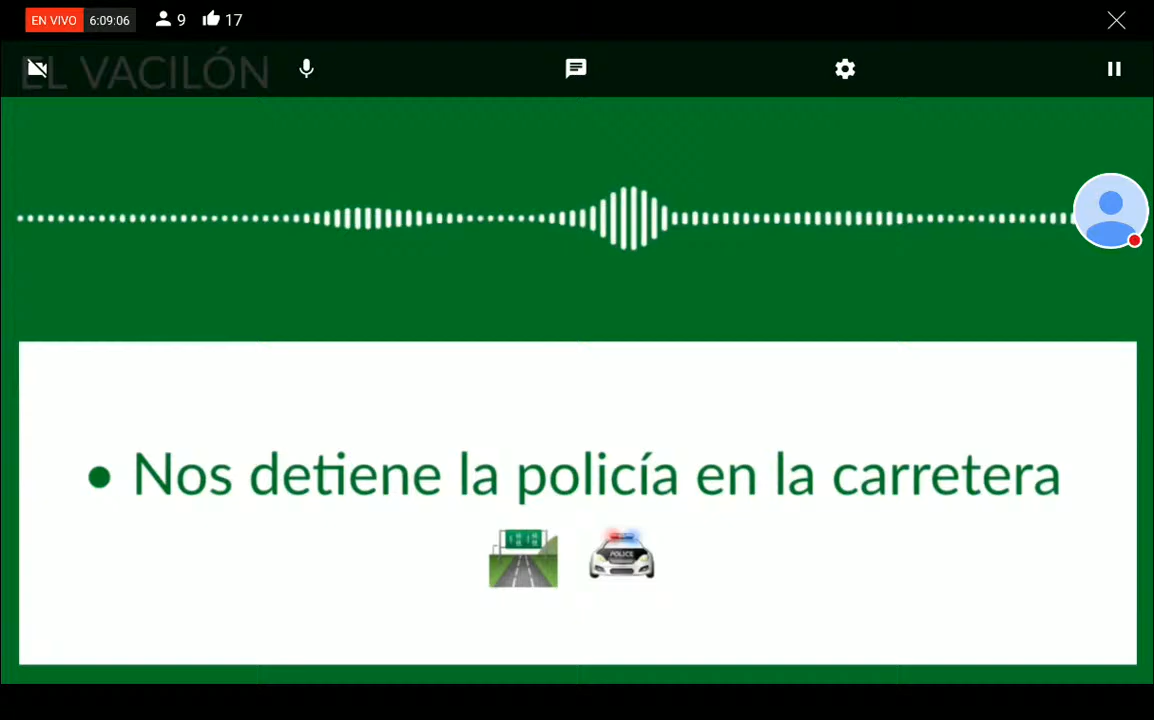 EN VIVO 6:09:06 9 17
EL VACILÓN
• Nos detiene la policía en la carretera
POLICE